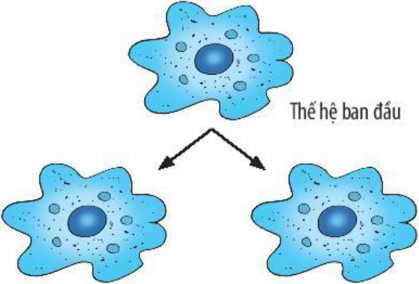 Thế hệ ban đầu